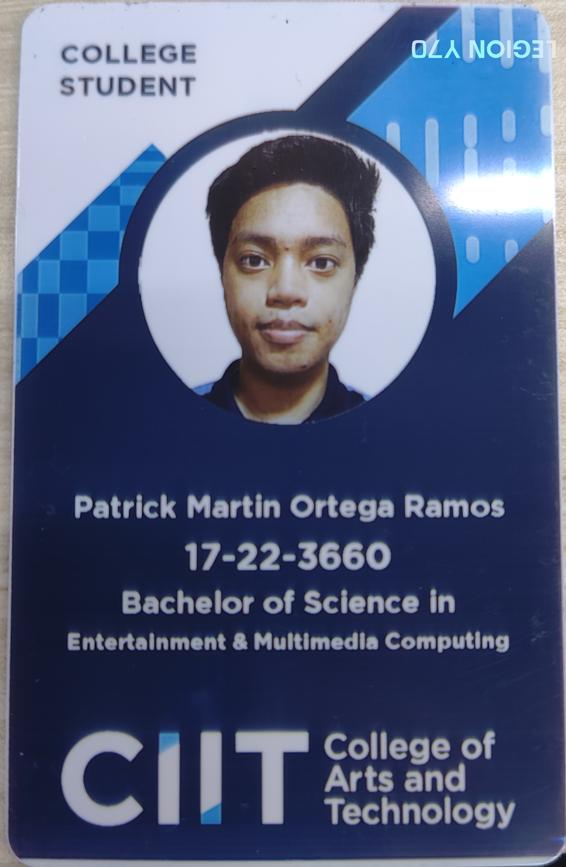 COLLEGE
STUDENT
LEGION Y70
Patrick Martin Ortega Ramos
17-22-3660
Bachelor of Science in
Entertainment & Multimedia Computing
CIIT
College of
Arts and
Technology